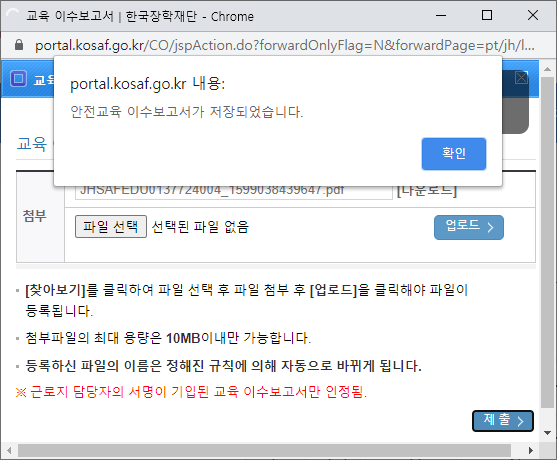 교육 이수보고서 | 한국장학재단 - Chrome
portal.kosaf.go.kr/CO/jspAction.do?forwardOnlyFlag=N&forwardPage=pt/jh/l...
교육
portal.kosaf.go.kr 내용:
안전교육 이수보고서가 저장되었습니다.
확인
교육
JHSAFEDU0137724004_1599038439647.pdf [다운로드]
첨부
파일 선택 선택된 파일 없음 업로드
[찾아보기]를 클릭하여 파일 선택 후 파일 첨부 후 [업로드]을 클릭해야 파일이
등록됩니다.
첨부파일의 최대 용량은 10MB이내만 가능합니다.
등록하신 파일의 이름은 정해진 규칙에 의해 자동으로 바뀌게 됩니다.
※ 근로지 담당자의 서명이 기입된 교육 이수보고서만 인정됨.
제 출